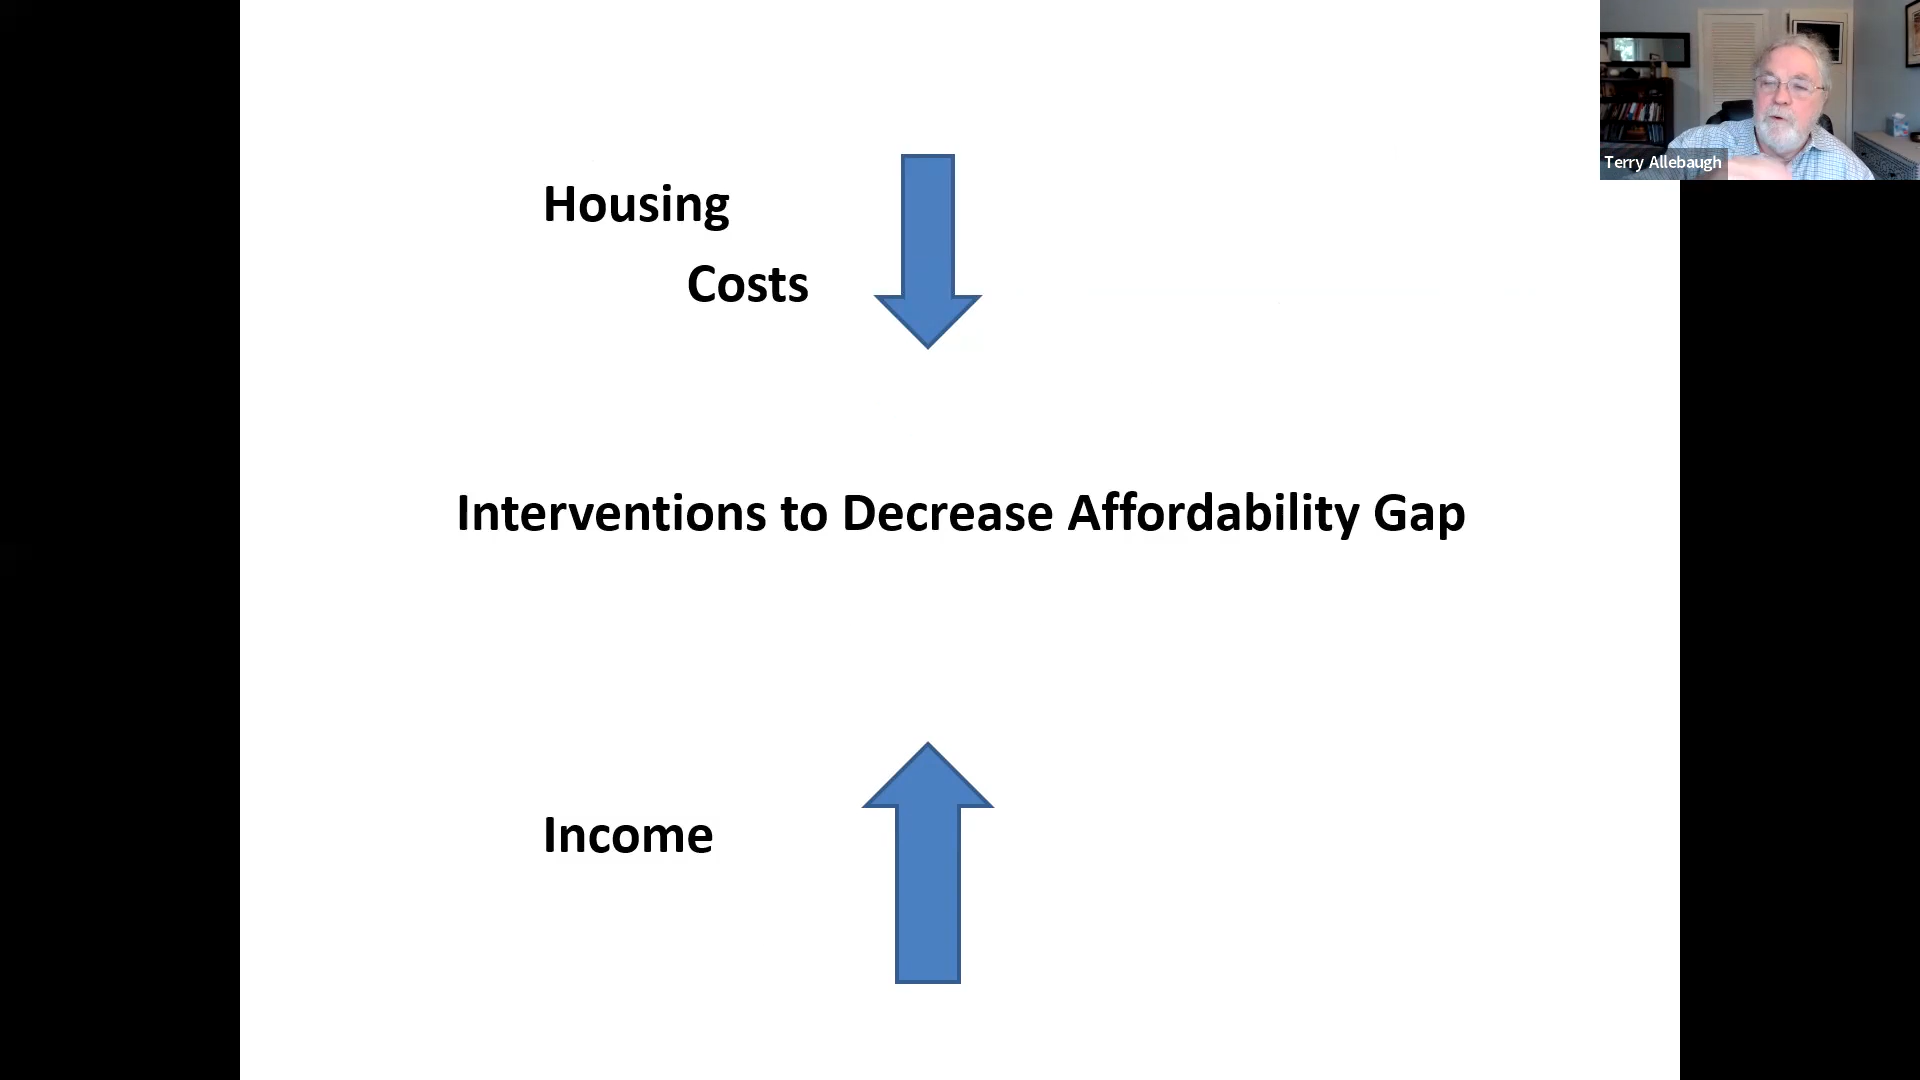 Terry Allebaugh
Housing
Costs
Interventions to Decrease Affordability Gap
Income